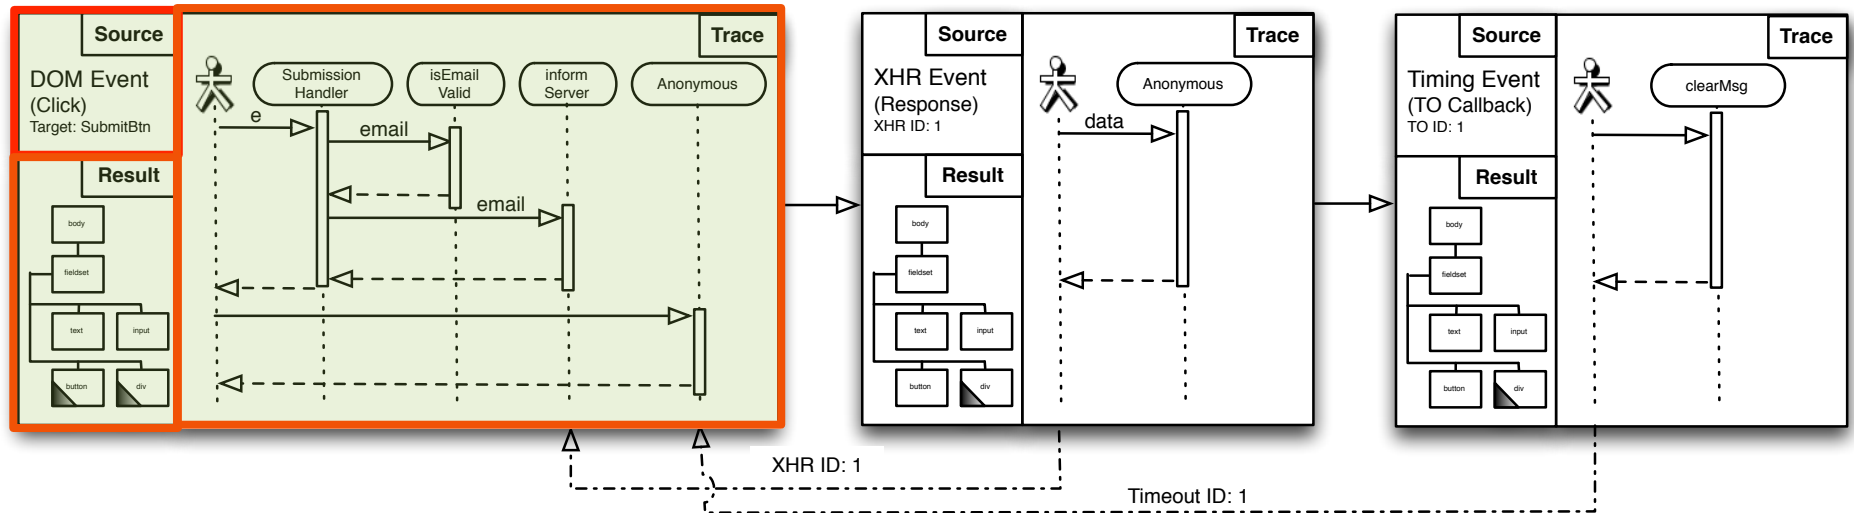 Source
DOM Event
(Click)
Target: SubmitBtn
Trace
Submission
Handler
isEmail
Valid
inform
Server
Anonymous
e
email
email
Result
body
fieldset
text
input
button
div
Source
XHR Event
(Response)
XHR ID: 1
Trace
Anonymous
data
Result
body
fieldset
text
input
button
div
Source
Timing Event
(TO Callback)
TO ID: 1
Trace
clearMsg
Result
body
fieldset
text
input
button
div
XHR ID: 1
Timeout ID: 1